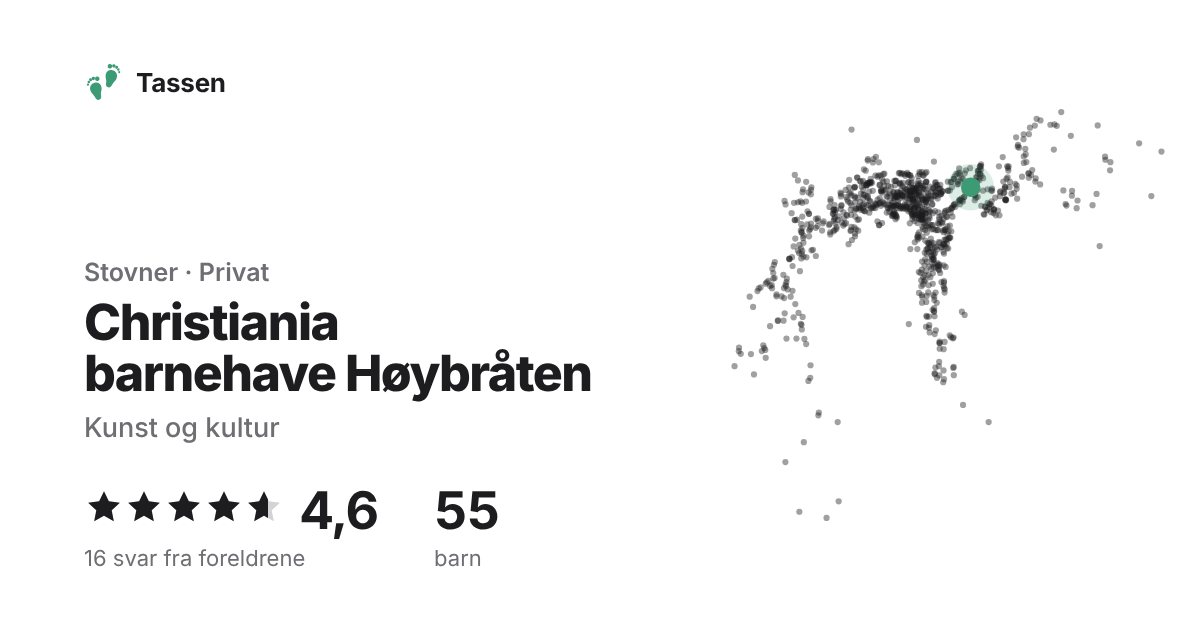 Tassen
Stovner · Privat
Christiania
barnehave Høybråten
Kunst og kultur
4,6
55
16 svar fra foreldrene
barn